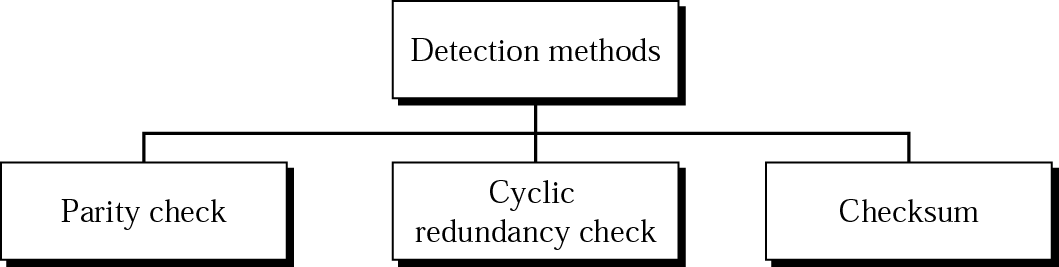 Detection methods
Parity check
Cyclic
redundancy check
Checksum